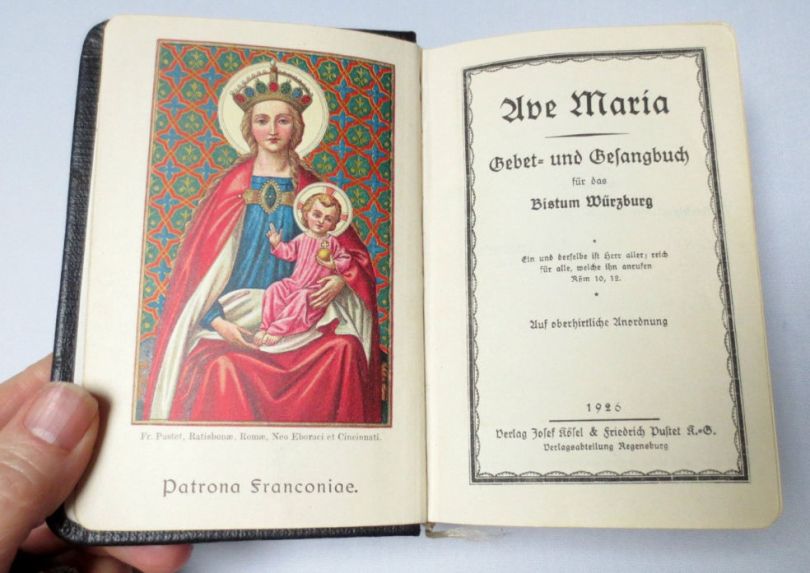 Fr. Pustet, Ratisbonæ, Romæ, Neo Eboraci et Cincinnati.
Patrona Franconiae.
Ave Maria
Gebet- und Geſangbuch
für das
Bistum Würzburg
*
Ein und derſelbe iſt Herr aller; reich
für alle, welche ihn anrufen
Röm 10, 12.
*
Auf oberhirtliche Anordnung
1926
Verlag Joſef Köſel & Friedrich Puſtet K.-G.
Verlagsabteilung Regensburg